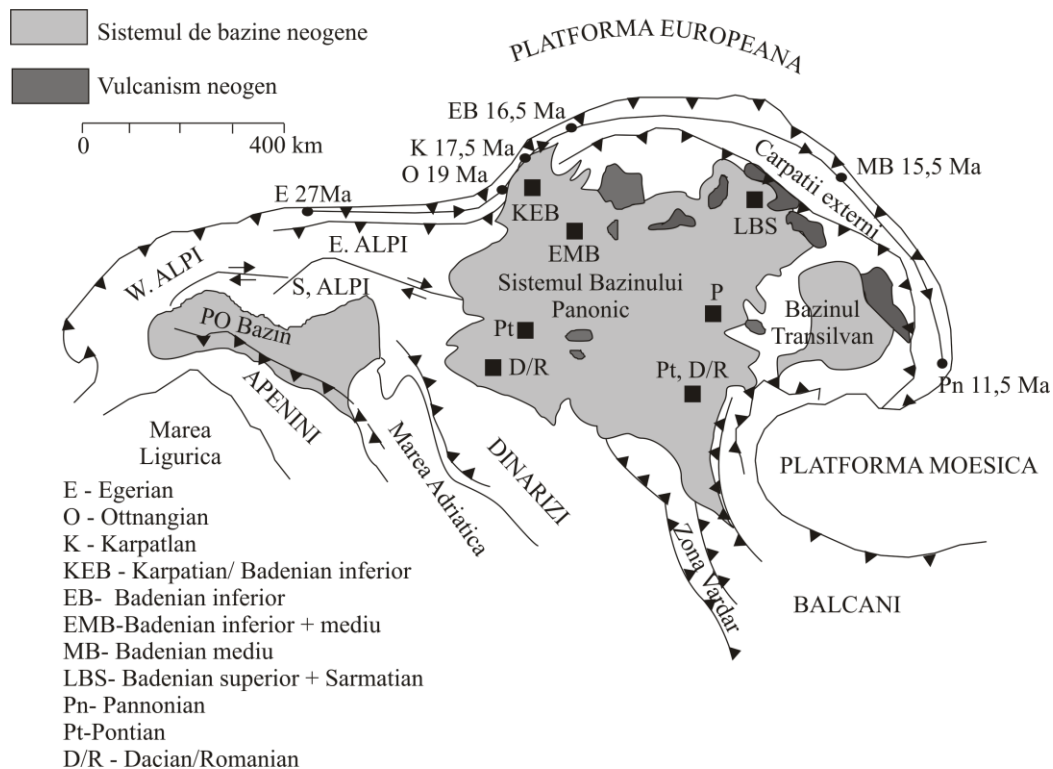 Sistemul de bazine neogene
Vulcanism neogen
0 400 km
PLATFORMA EUROPEANA
EB 16,5 Ma
K 17,5 Ma
O 19 Ma
E 27Ma
MB 15,5 Ma
Carpatii externi
KEB
LBS
EMB
E. ALPI
W. ALPI
S, ALPI
Sistemul Bazinului
Panonic
P
Bazinul
Transilvan
PO Bazin
Pt
D/R
Pt, D/R
Pn 11,5 Ma
APENINI
Marea
Ligurica
Marea Adriatica
DINARIZI
PLATFORMA MOESICA
Zona Vardar
BALCANI
E - Egerian
O - Ottnangian
K - Karpatlan
KEB - Karpatian/ Badenian inferior
EB- Badenian inferior
EMB-Badenian inferior + mediu
MB- Badenian mediu
LBS- Badenian superior + Sarmatian
Pn- Pannonian
Pt-Pontian
D/R - Dacian/Romanian